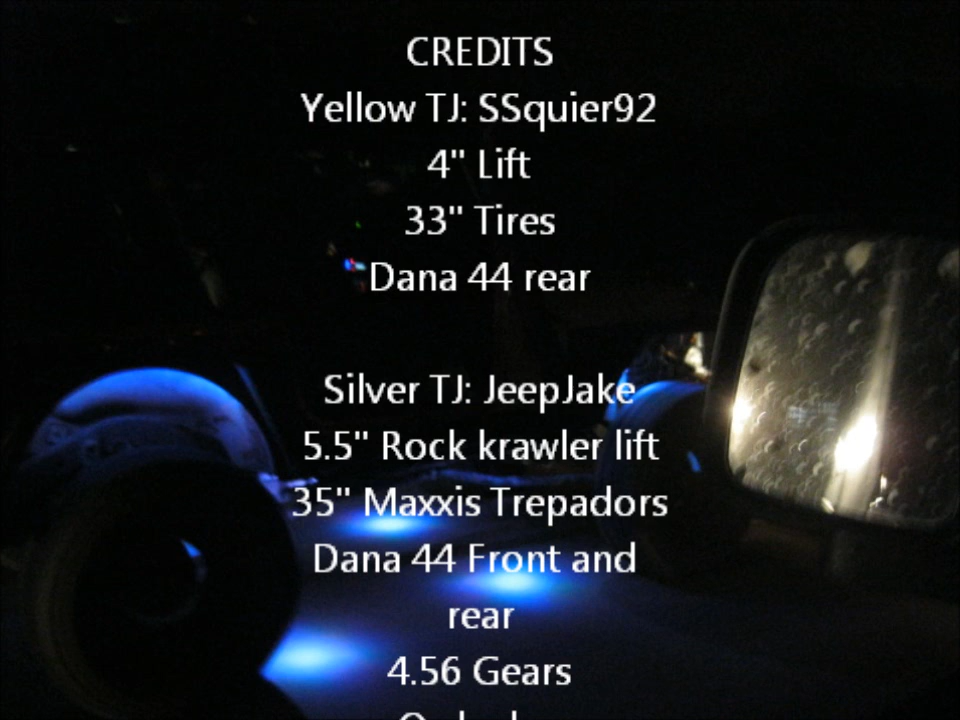 CREDITS
Yellow TJ: SSquier92
4" Lift
33" Tires
Dana 44 rear
Silver TJ: JeepJake
5.5" Rock krawler lift
35" Maxxis Trepadors
Dana 44 Front and
rear
4.56 Gears